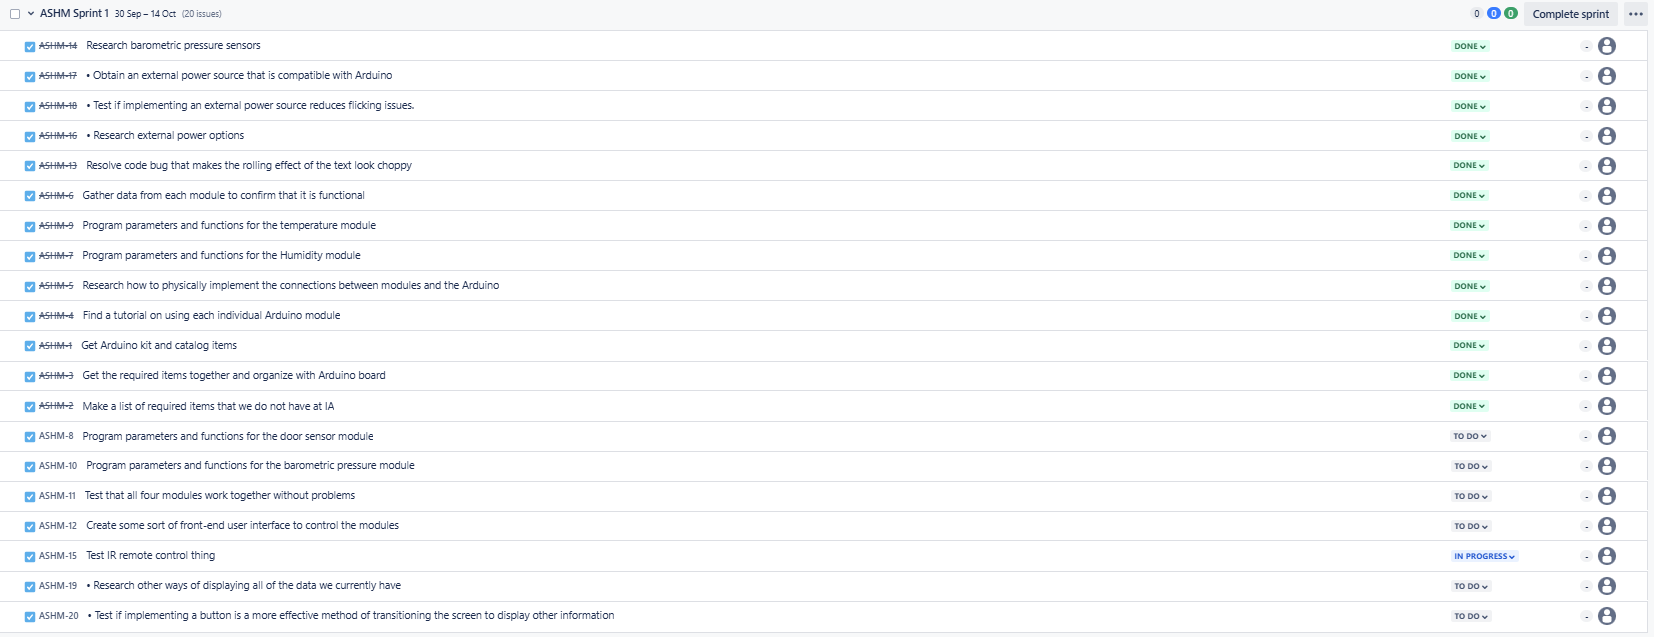 ASHM Sprint 1 30 Sep – 14 Oct (20 issues) 0 0 0 Complete sprint •••
ASHM-14 Research barometric pressure sensors DONE -
ASHM-17 • Obtain an external power source that is compatible with Arduino DONE -
ASHM-18 • Test if implementing an external power source reduces flicking issues. DONE -
ASHM-16 • Research external power options DONE -
ASHM-13 Resolve code bug that makes the rolling effect of the text look choppy DONE -
ASHM-6 Gather data from each module to confirm that it is functional DONE -
ASHM-9 Program parameters and functions for the temperature module DONE -
ASHM-7 Program parameters and functions for the Humidity module DONE -
ASHM-5 Research how to physically implement the connections between modules and the Arduino DONE -
ASHM-4 Find a tutorial on using each individual Arduino module DONE -
ASHM-1 Get Arduino kit and catalog items DONE -
ASHM-3 Get the required items together and organize with Arduino board DONE -
ASHM-2 Make a list of required items that we do not have at IA DONE -
ASHM-8 Program parameters and functions for the door sensor module TO DO -
ASHM-10 Program parameters and functions for the barometric pressure module TO DO -
ASHM-11 Test that all four modules work together without problems TO DO -
ASHM-12 Create some sort of front-end user interface to control the modules TO DO -
ASHM-15 Test IR remote control thing IN PROGRESS -
ASHM-19 • Research other ways of displaying all of the data we currently have TO DO -
ASHM-20 • Test if implementing a button is a more effective method of transitioning the screen to display other information TO DO -